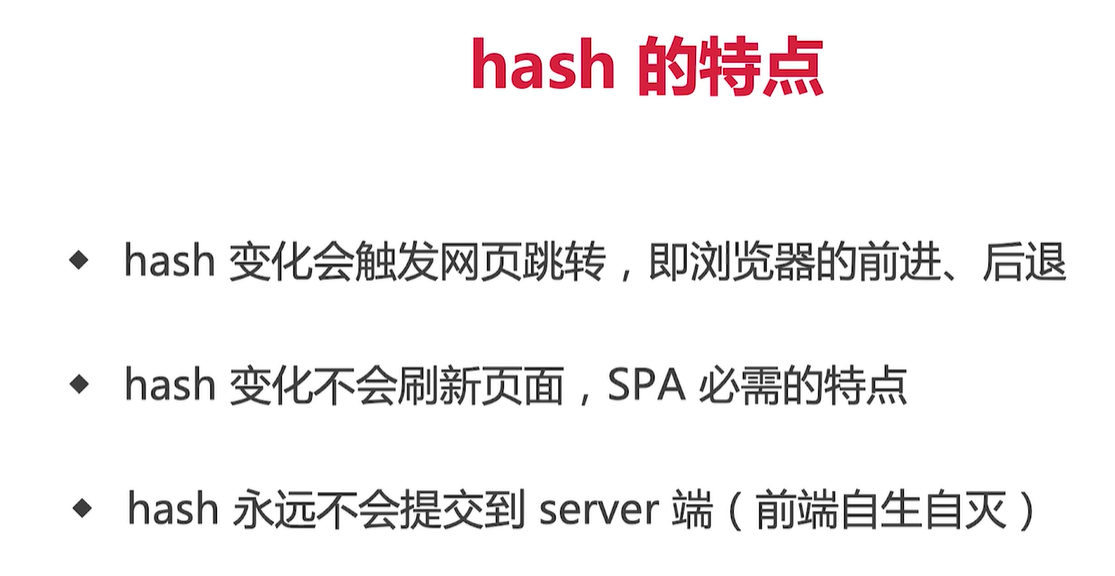 hash 的特点
◆ hash 变化会触发网页跳转，即浏览器的前进、后退
◆ hash 变化不会刷新页面，SPA 必需的特点
◆ hash 永远不会提交到 server 端（前端自生自灭）